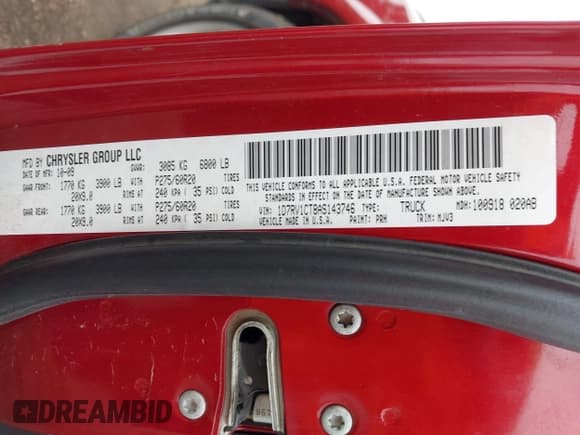 MFD BY CHRYSLER GROUP LLC
DATE OF MFR: 10-09 GVWR: 3085 KG 6800 LB
GAWR FRONT: 1770 KG 3900 LB WITH P275/60R20 TIRES
20X9.0 RIMS AT 240 KPA ( 35 PSI) COLD
GAWR REAR: 1770 KG 3900 LB WITH P275/60R20 TIRES
20X9.0 RIMS AT 240 KPA ( 35 PSI) COLD
THIS VEHICLE CONFORMS TO ALL APPLICABLE U.S.A. FEDERAL MOTOR VEHICLE SAFETY
STANDARDS IN EFFECT ON THE DATE OF MANUFACTURE SHOWN ABOVE.
VIN: 1D7RV1CT8AS143746 TYPE: TRUCK MDH: 100918 020AB
VEHICLE MADE IN U.S.A. PAINT: PRH TRIM: MJV3
DREAMBID